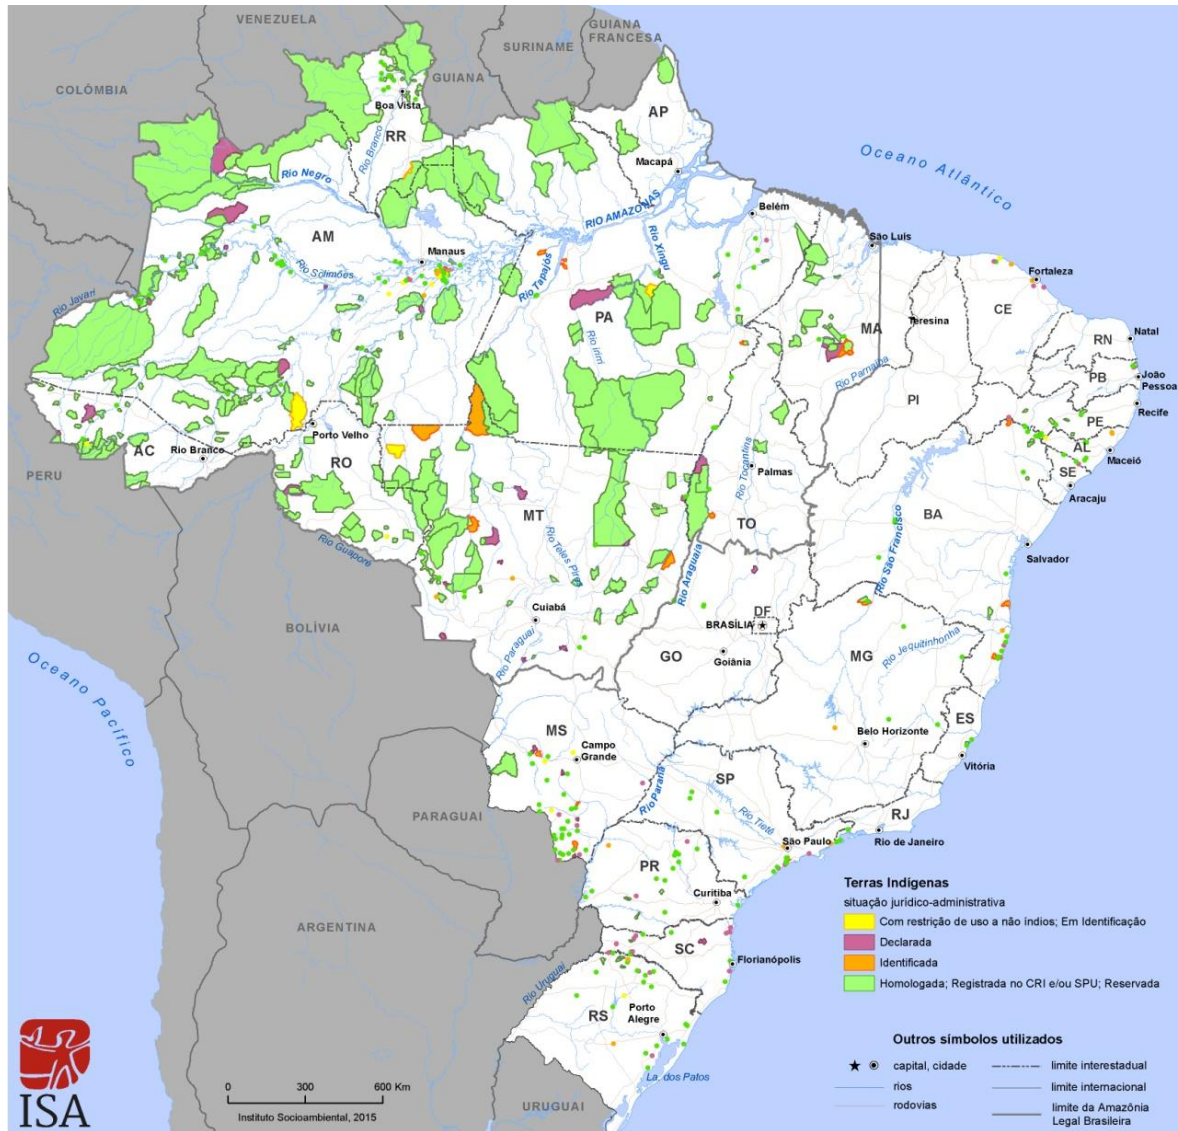 VENEZUELA
GUIANA
FRANCESA
SURINAME
GUIANA
COLÔMBIA
Boa Vista
RR
AP
Rio Branco
Macapá
Oceano Atlântico
Rio Negro
RIO AMAZONAS
Belém
São Luis
AM
Manaus
Rio Solimões
Rio Tapajós
Rio Xingu
Fortaleza
Rio Javari
PA
Rio Iriri
MA
Teresina
CE
Natal
RN
Rio Parnaíba
PB
João
Pessoa
PI
Recife
PE
AC
Rio Branco
Porto Velho
RO
AL
Maceió
SE
Aracaju
PERU
Palmas
Rio Tocantins
TO
MT
BA
Rio Guaporé
Rio Teles Pires
Rio São Francisco
Salvador
Rio Araguaia
Cuiabá
DF
BRASÍLIA
BOLÍVIA
Rio Paraguai
GO
Goiânia
MG
Rio Jequitinhonha
Oceano Pacífico
MS
Campo
Grande
Belo Horizonte
ES
Vitória
SP
Rio Paraná
Rio Tietê
RJ
PARAGUAI
São Paulo
Rio de Janeiro
PR
Curitiba
ARGENTINA
SC
Florianópolis
Rio Uruguai
RS
Porto
Alegre
La. dos Patos
URUGUAI
Terras Indígenas
situação jurídico-administrativa
Com restrição de uso a não índios; Em Identificação
Declarada
Identificada
Homologada; Registrada no CRI e/ou SPU; Reservada
Outros símbolos utilizados
capital, cidade
limite interestadual
rios
limite internacional
rodovias
limite da Amazônia
Legal Brasileira
0 300 600 Km
Instituto Socioambiental, 2015
ISA